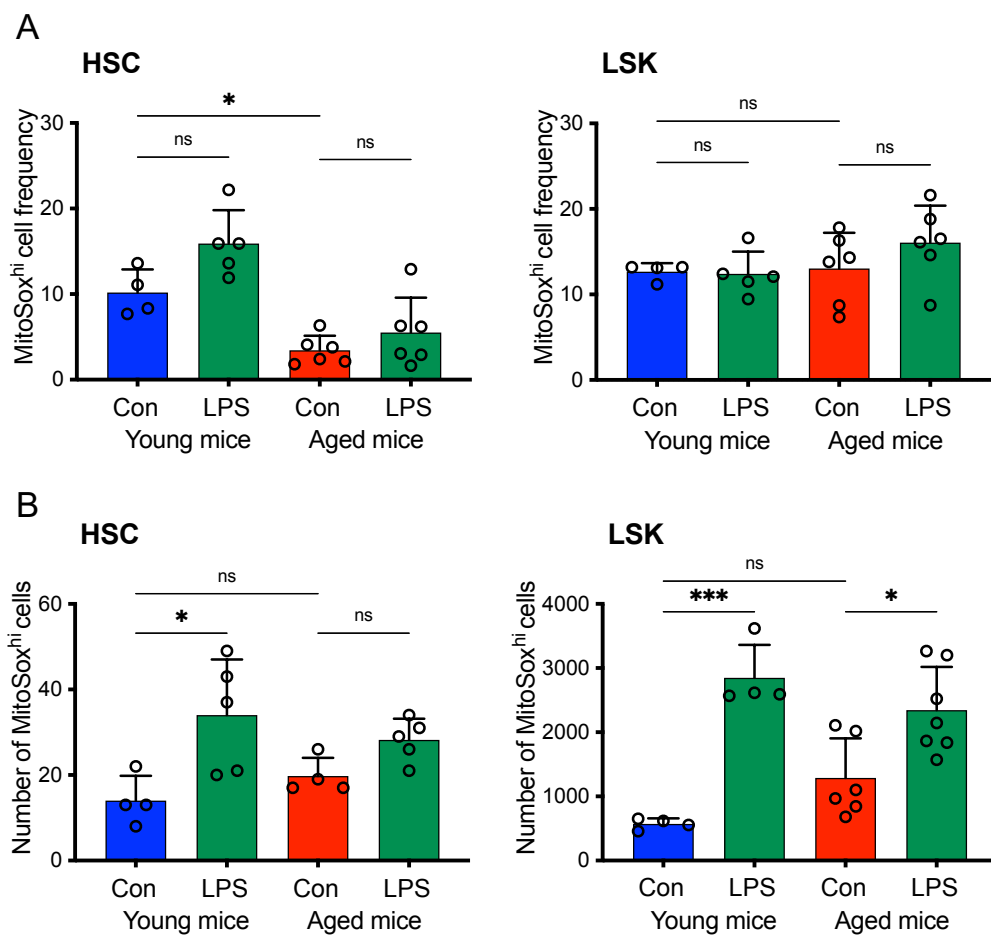 A
HSC
LSK
MitoSox^hi cell frequency
30
20
10
0
*
ns
ns
Con
LPS
Con
LPS
Young mice
Aged mice
MitoSox^hi cell frequency
30
20
10
0
ns
ns
ns
Con
LPS
Con
LPS
Young mice
Aged mice
B
HSC
LSK
Number of MitoSox^hi cells
60
40
20
0
ns
*
ns
Con
LPS
Con
LPS
Young mice
Aged mice
Number of MitoSox^hi cells
4000
3000
2000
1000
0
ns
***
*
Con
LPS
Con
LPS
Young mice
Aged mice